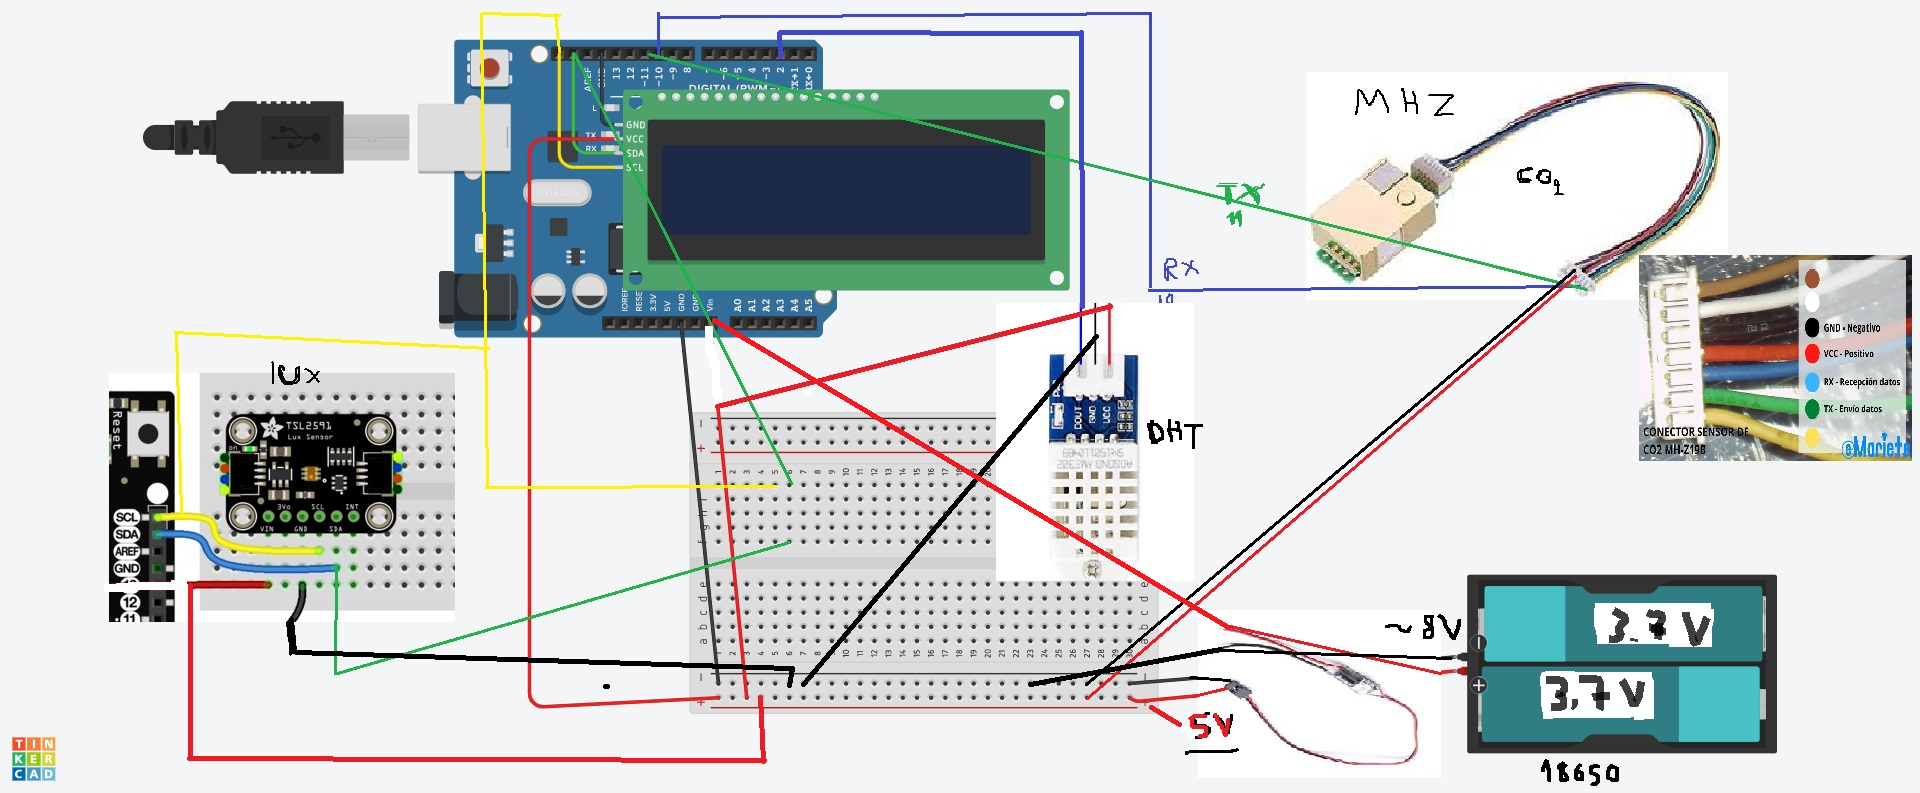 MHZ
CO2
AREF
GND
13
12
~11
~10
~9
8
7
~6
~5
4
~3
2
TX→1
RX←0
DIGITAL (PWM~)
L
TX
RX
GND
VCC
SDA
SCL
TX
11
RX
10
IOREF
RESET
3.3V
5V
GND
GND
Vin
A0
A1
A2
A3
A4
A5
lux
Reset
TSL2591
Lux Sensor
on
3Vo
SCL
INT
VIN
GND
SDA
SCL
SDA
AREF
GND
12
11
DOUT
GND
VCC
DHT
GND - Negativo
VCC - Positivo
RX - Recepción datos
TX - Envío datos
CONECTOR SENSOR DE
CO2 MH-Z19B
@Marieta
~8V
3.7 V
3,7 V
18650
5V
TIN
KER
CAD